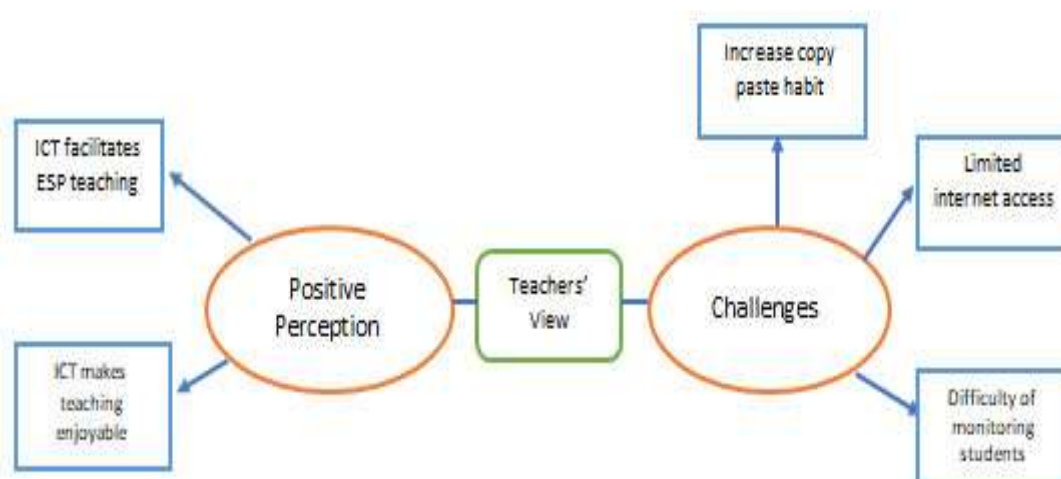 ICT facilitates
ESP teaching
ICT makes
teaching
enjoyable
Positive
Perception
Teachers'
View
Challenges
Increase copy
paste habit
Limited
internet access
Difficulty of
monitoring
students